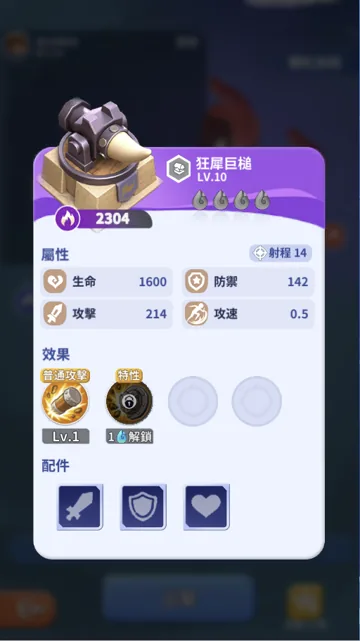 狂犀巨槌
LV.10
2304
屬性
射程 14
生命 1600
防禦 142
攻擊 214
攻速 0.5
效果
普通攻擊
特性
Lv.1
1解鎖
配件